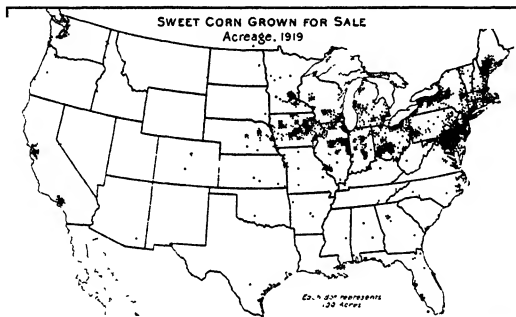 SWEET CORN GROWN FOR SALE
Acreage, 1919
Each dot represents
100 Acres